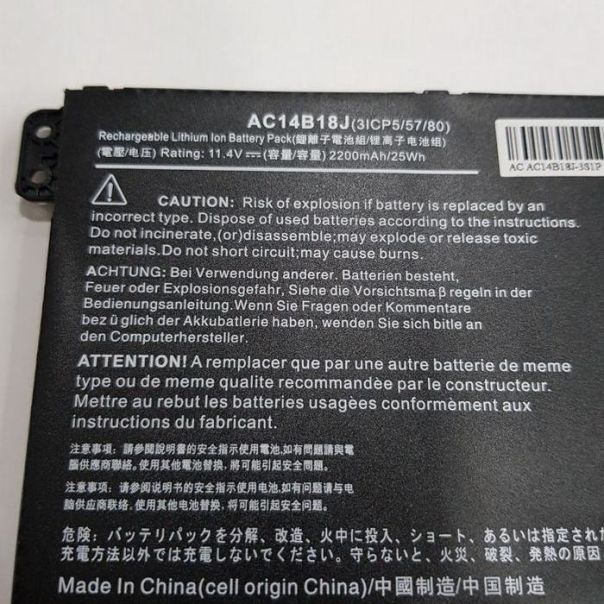 AC14B18J(3ICP5/57/80)
Rechargeable Lithium Ion Battery Pack(鋰離子電池組/锂离子电池组)
(電壓/电压) Rating: 11.4V⎓(容量/容量) 2200mAh/25Wh
AC AC14B18J-3S1P
CAUTION: Risk of explosion if battery is replaced by an
incorrect type. Dispose of used batteries according to the instructions.
Do not incinerate,(or)disassemble;may explode or release toxic
materials.Do not short circuit;may cause burns.
ACHTUNG: Bei Verwendung anderer. Batterien besteht,
Feuer oder Explosionsgefahr, Siehe die Vorsichtsma β regeln in der
Bedienungsanleitung.Wenn Sie Fragen oder Kommentare
bez ü glich der Akkubatlerie haben, wenden Sie sich bitle an
den Computerhersteller.
ATTENTION! A remplacer que par une autre batterie de meme
type ou de meme qualite recommandèe par le constructeur.
Mettre au rebut les batteries usagèes conformèment aux
instructions du fabricant.
注意事項: 請參閱說明書的安全指示使用電池,如有問題請與電
腦供應商聯絡。使用其他電池替換,將可能引起安全問題。
注意事项: 请参阅说明书的安全指示使用电池,如有问题请与电
脑供应联络。使用其他电池替换,将可能引起安全问题。
危険: バッテリパックを分解、改造、火中に投入、ショート、あるいは指定された
充電方法以外では充電しないでください。守らないと、火災、破裂、発熱の原因
Made In China(cell origin China)/中國制造/中国制造